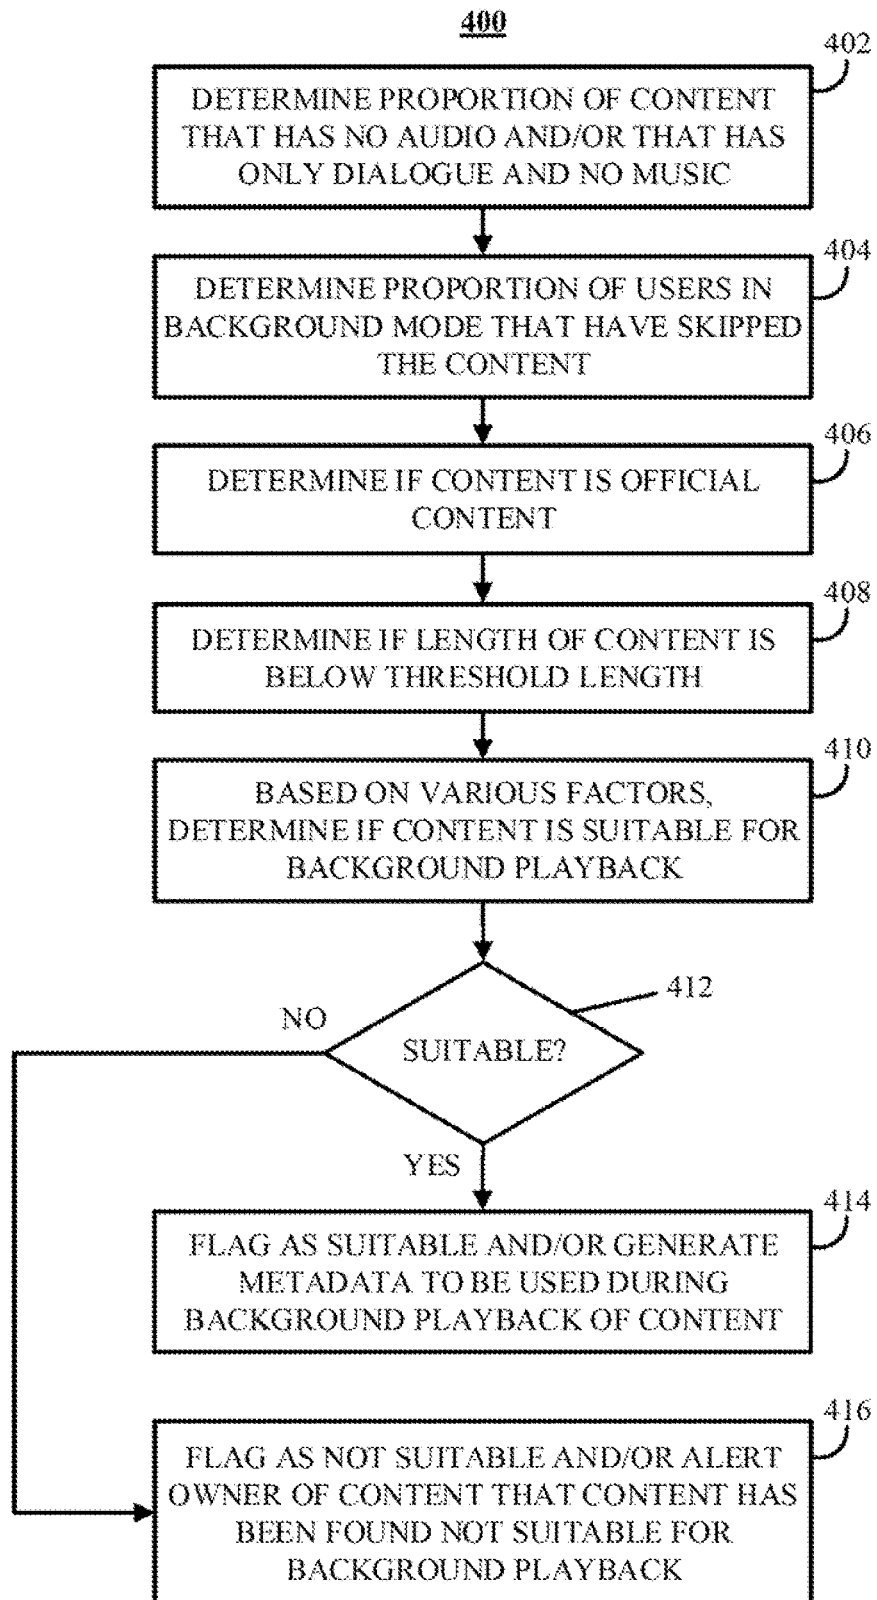 400
402
DETERMINE PROPORTION OF CONTENT
THAT HAS NO AUDIO AND/OR THAT HAS
ONLY DIALOGUE AND NO MUSIC
404
DETERMINE PROPORTION OF USERS IN
BACKGROUND MODE THAT HAVE SKIPPED
THE CONTENT
406
DETERMINE IF CONTENT IS OFFICIAL
CONTENT
408
DETERMINE IF LENGTH OF CONTENT IS
BELOW THRESHOLD LENGTH
410
BASED ON VARIOUS FACTORS,
DETERMINE IF CONTENT IS SUITABLE FOR
BACKGROUND PLAYBACK
412
NO
SUITABLE?
YES
414
FLAG AS SUITABLE AND/OR GENERATE
METADATA TO BE USED DURING
BACKGROUND PLAYBACK OF CONTENT
416
FLAG AS NOT SUITABLE AND/OR ALERT
OWNER OF CONTENT THAT CONTENT HAS
BEEN FOUND NOT SUITABLE FOR
BACKGROUND PLAYBACK